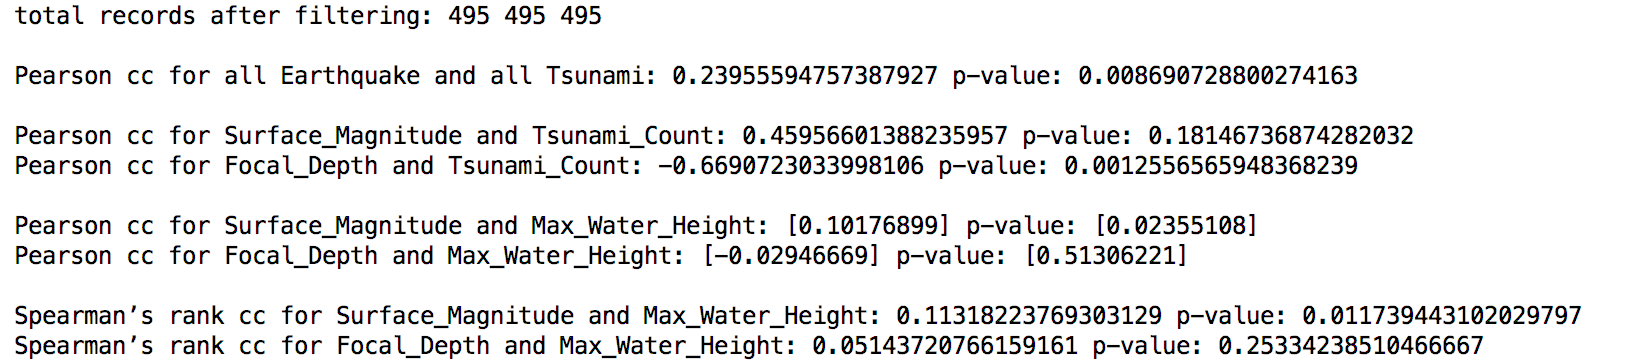 total records after filtering: 495 495 495
Pearson cc for all Earthquake and all Tsunami: 0.23955594757387927 p-value: 0.008690728800274163
Pearson cc for Surface_Magnitude and Tsunami_Count: 0.45956601388235957 p-value: 0.18146736874282032
Pearson cc for Focal_Depth and Tsunami_Count: -0.6690723033998106 p-value: 0.0012556565948368239
Pearson cc for Surface_Magnitude and Max_Water_Height: [0.10176899] p-value: [0.02355108]
Pearson cc for Focal_Depth and Max_Water_Height: [-0.02946669] p-value: [0.51306221]
Spearman’s rank cc for Surface_Magnitude and Max_Water_Height: 0.11318223769303129 p-value: 0.011739443102029797
Spearman’s rank cc for Focal_Depth and Max_Water_Height: 0.05143720766159161 p-value: 0.25334238510466667